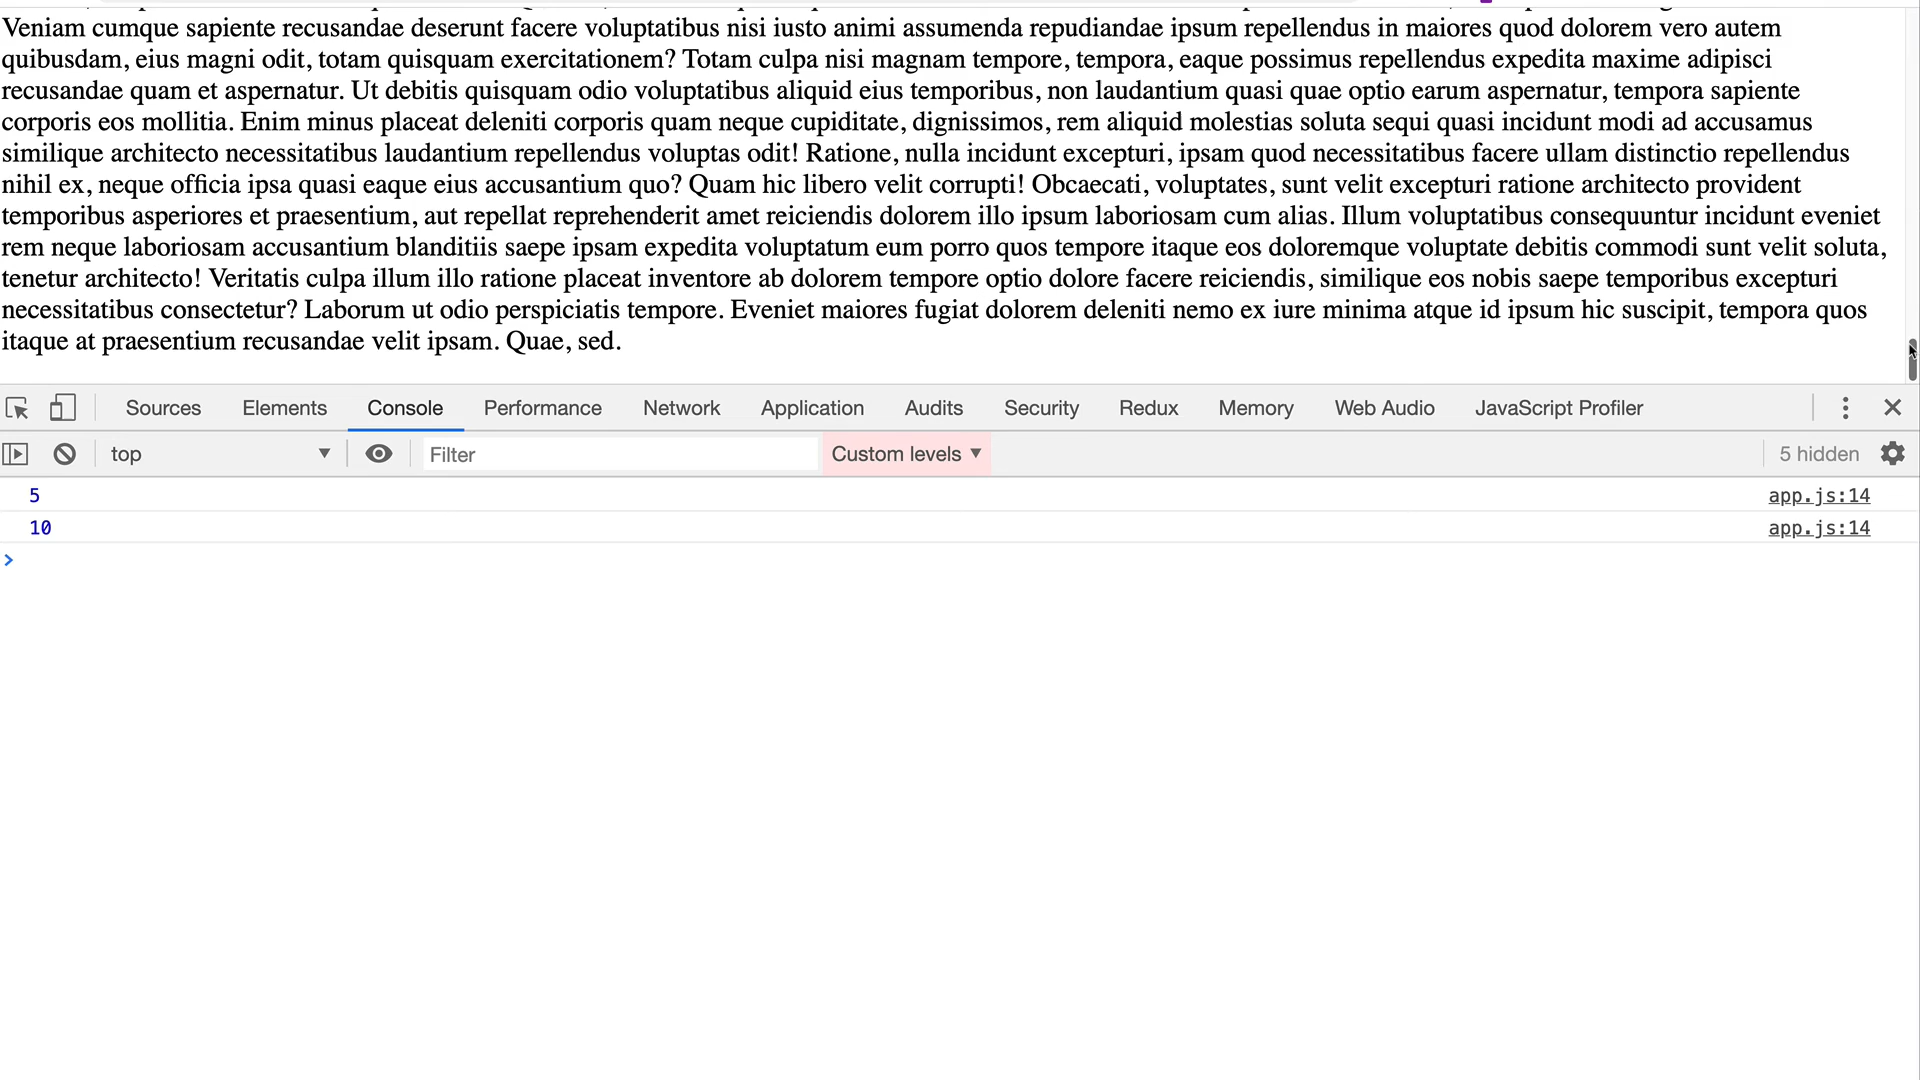 Veniam cumque sapiente recusandae deserunt facere voluptatibus nisi iusto animi assumenda repudiandae ipsum repellendus in maiores quod dolorem vero autem
quibusdam, eius magni odit, totam quisquam exercitationem? Totam culpa nisi magnam tempore, tempora, eaque possimus repellendus expedita maxime adipisci
recusandae quam et aspernatur. Ut debitis quisquam odio voluptatibus aliquid eius temporibus, non laudantium quasi quae optio earum aspernatur, tempora sapiente
corporis eos mollitia. Enim minus placeat deleniti corporis quam neque cupiditate, dignissimos, rem aliquid molestias soluta sequi quasi incidunt modi ad accusamus
similique architecto necessitatibus laudantium repellendus voluptas odit! Ratione, nulla incidunt excepturi, ipsam quod necessitatibus facere ullam distinctio repellendus
nihil ex, neque officia ipsa quasi eaque eius accusantium quo? Quam hic libero velit corrupti! Obcaecati, voluptates, sunt velit excepturi ratione architecto provident
temporibus asperiores et praesentium, aut repellat reprehenderit amet reiciendis dolorem illo ipsum laboriosam cum alias. Illum voluptatibus consequuntur incidunt eveniet
rem neque laboriosam accusantium blanditiis saepe ipsam expedita voluptatum eum porro quos tempore itaque eos doloremque voluptate debitis commodi sunt velit soluta,
tenetur architecto! Veritatis culpa illum illo ratione placeat inventore ab dolorem tempore optio dolore facere reiciendis, similique eos nobis saepe temporibus excepturi
necessitatibus consectetur? Laborum ut odio perspiciatis tempore. Eveniet maiores fugiat dolorem deleniti nemo ex iure minima atque id ipsum hic suscipit, tempora quos
itaque at praesentium recusandae velit ipsam. Quae, sed.
Sources Elements Console Performance Network Application Audits Security Redux Memory Web Audio JavaScript Profiler
top Filter Custom levels 5 hidden
5 app.js:14
10 app.js:14
>